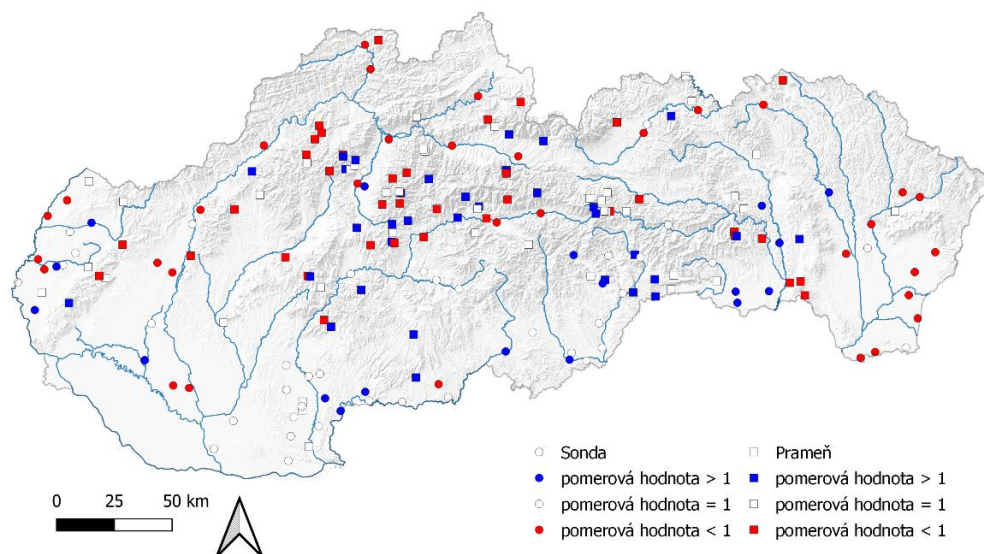 Sonda
pomerová hodnota > 1
pomerová hodnota = 1
pomerová hodnota < 1
Prameň
pomerová hodnota > 1
pomerová hodnota = 1
pomerová hodnota < 1
0 25 50 km